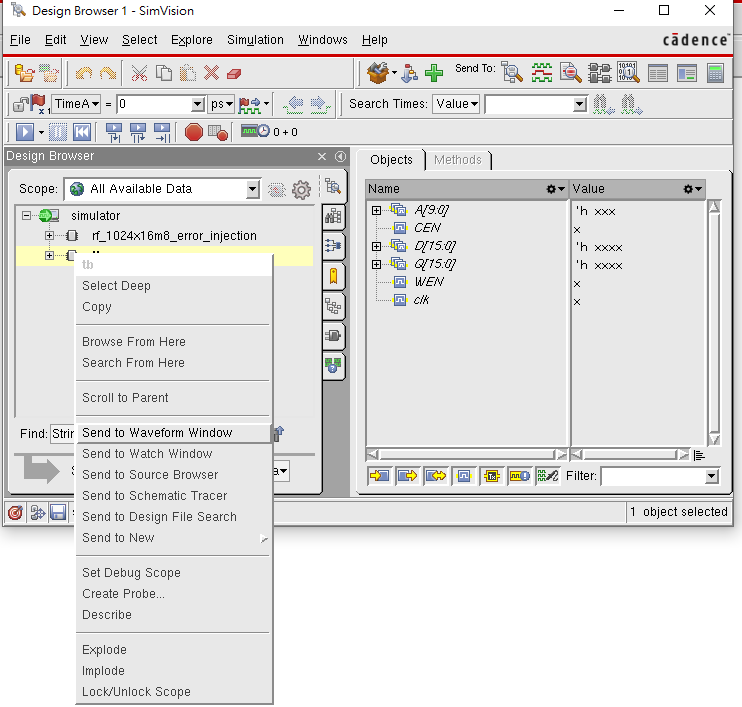 Design Browser 1 - SimVision
File Edit View Select Explore Simulation Windows Help
cādence
Send To:
TimeA = 0 ps
Search Times: Value
0 + 0
Design Browser
Scope: All Available Data
simulator
rf_1024x16m8_error_injection
tb
Select Deep
Copy
Browse From Here
Search From Here
Scroll to Parent
Send to Waveform Window
Send to Watch Window
Send to Source Browser
Send to Schematic Tracer
Send to Design File Search
Send to New
Set Debug Scope
Create Probe...
Describe
Explode
Implode
Lock/Unlock Scope
Find:
Objects Methods
Name Value
A[9:0] 'h xxx
CEN x
D[15:0] 'h xxxx
Q[15:0] 'h xxxx
WEN x
clk x
Filter:
1 object selected